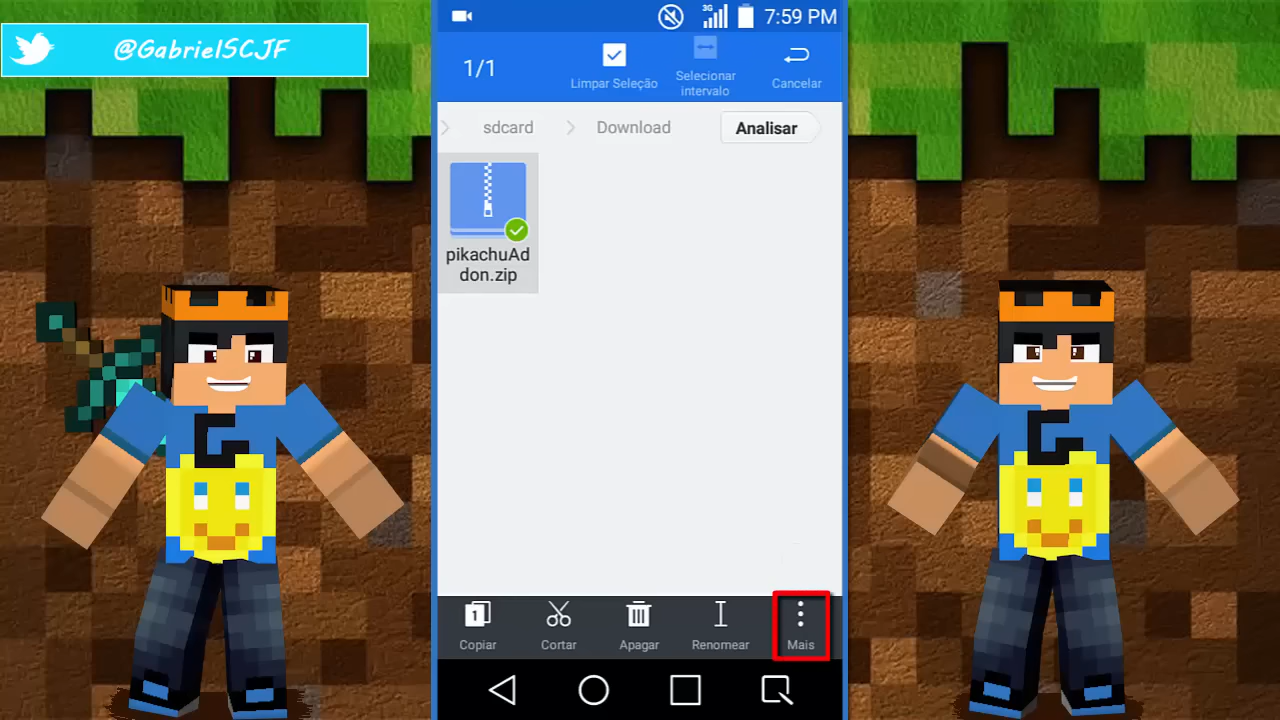 @GabrielSCJF
3G
7:59 PM
1/1
Limpar Seleção
Selecionar
intervalo
Cancelar
sdcard
Download
Analisar
pikachuAd
don.zip
1
Copiar
Cortar
Apagar
Renomear
Mais